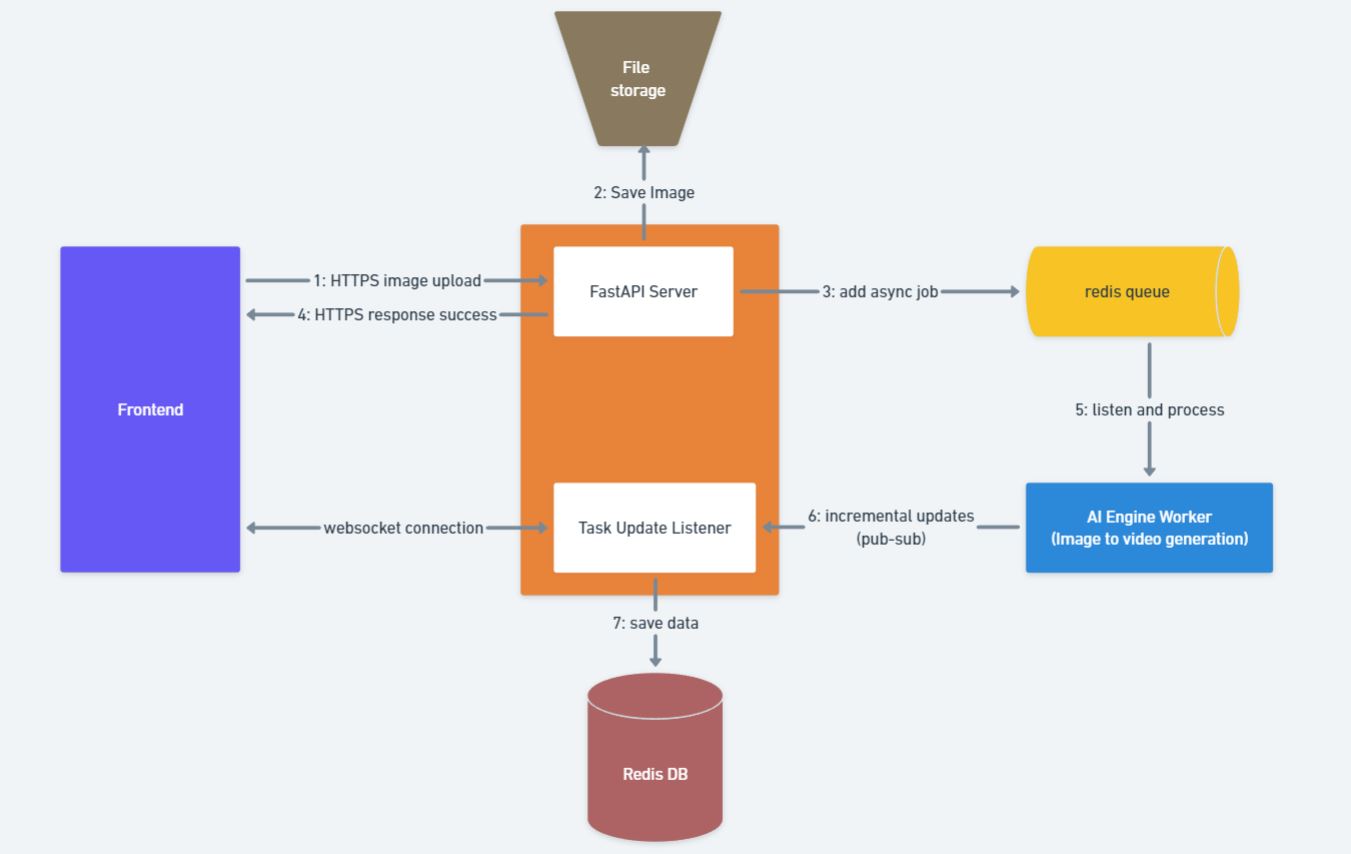 File
storage
2: Save Image
1: HTTPS image upload
FastAPI Server
3: add async job
redis queue
4: HTTPS response success
Frontend
5: listen and process
websocket connection
Task Update Listener
6: incremental updates
(pub-sub)
AI Engine Worker
(Image to video generation)
7: save data
Redis DB